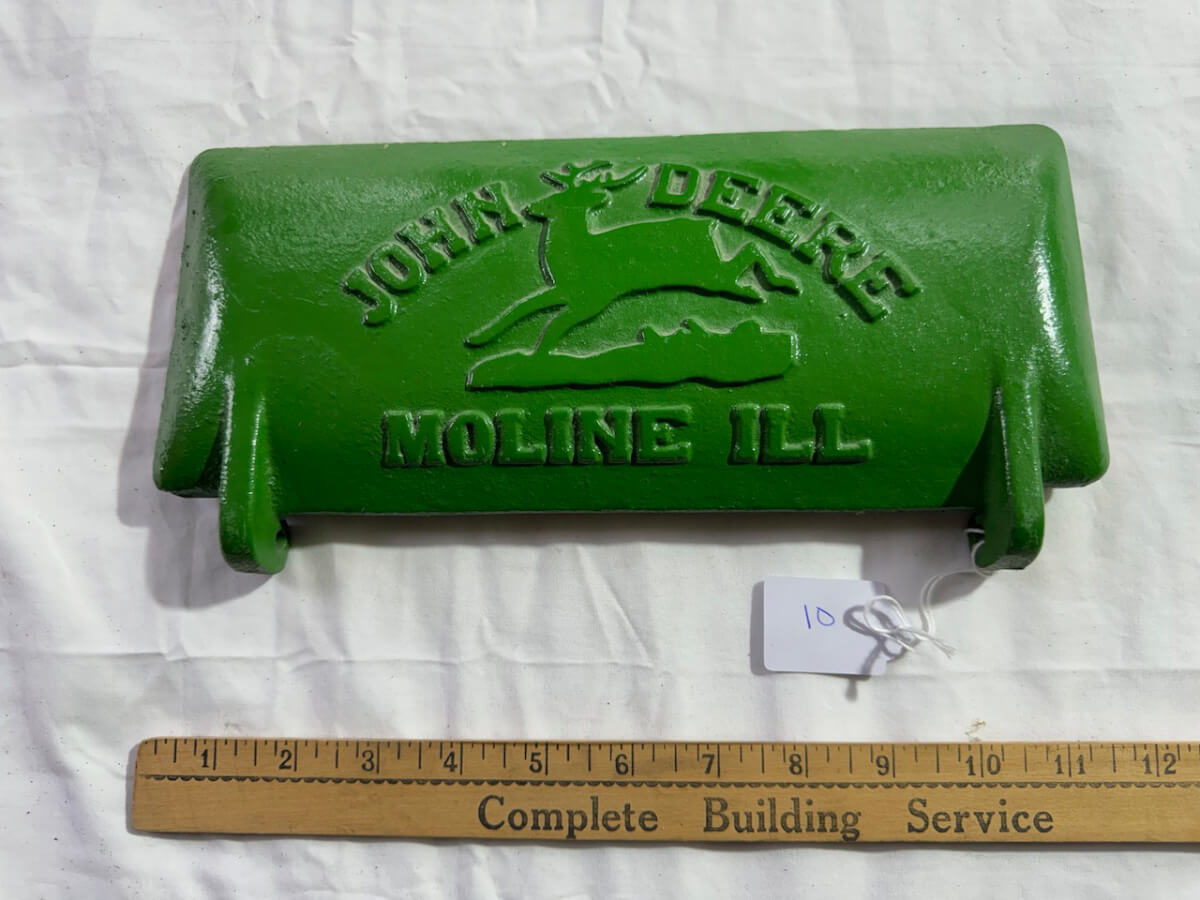 JOHN DEERE
MOLINE ILL
10
1 2 3 4 5 6 7 8 9 10 11 12
Complete Building Service